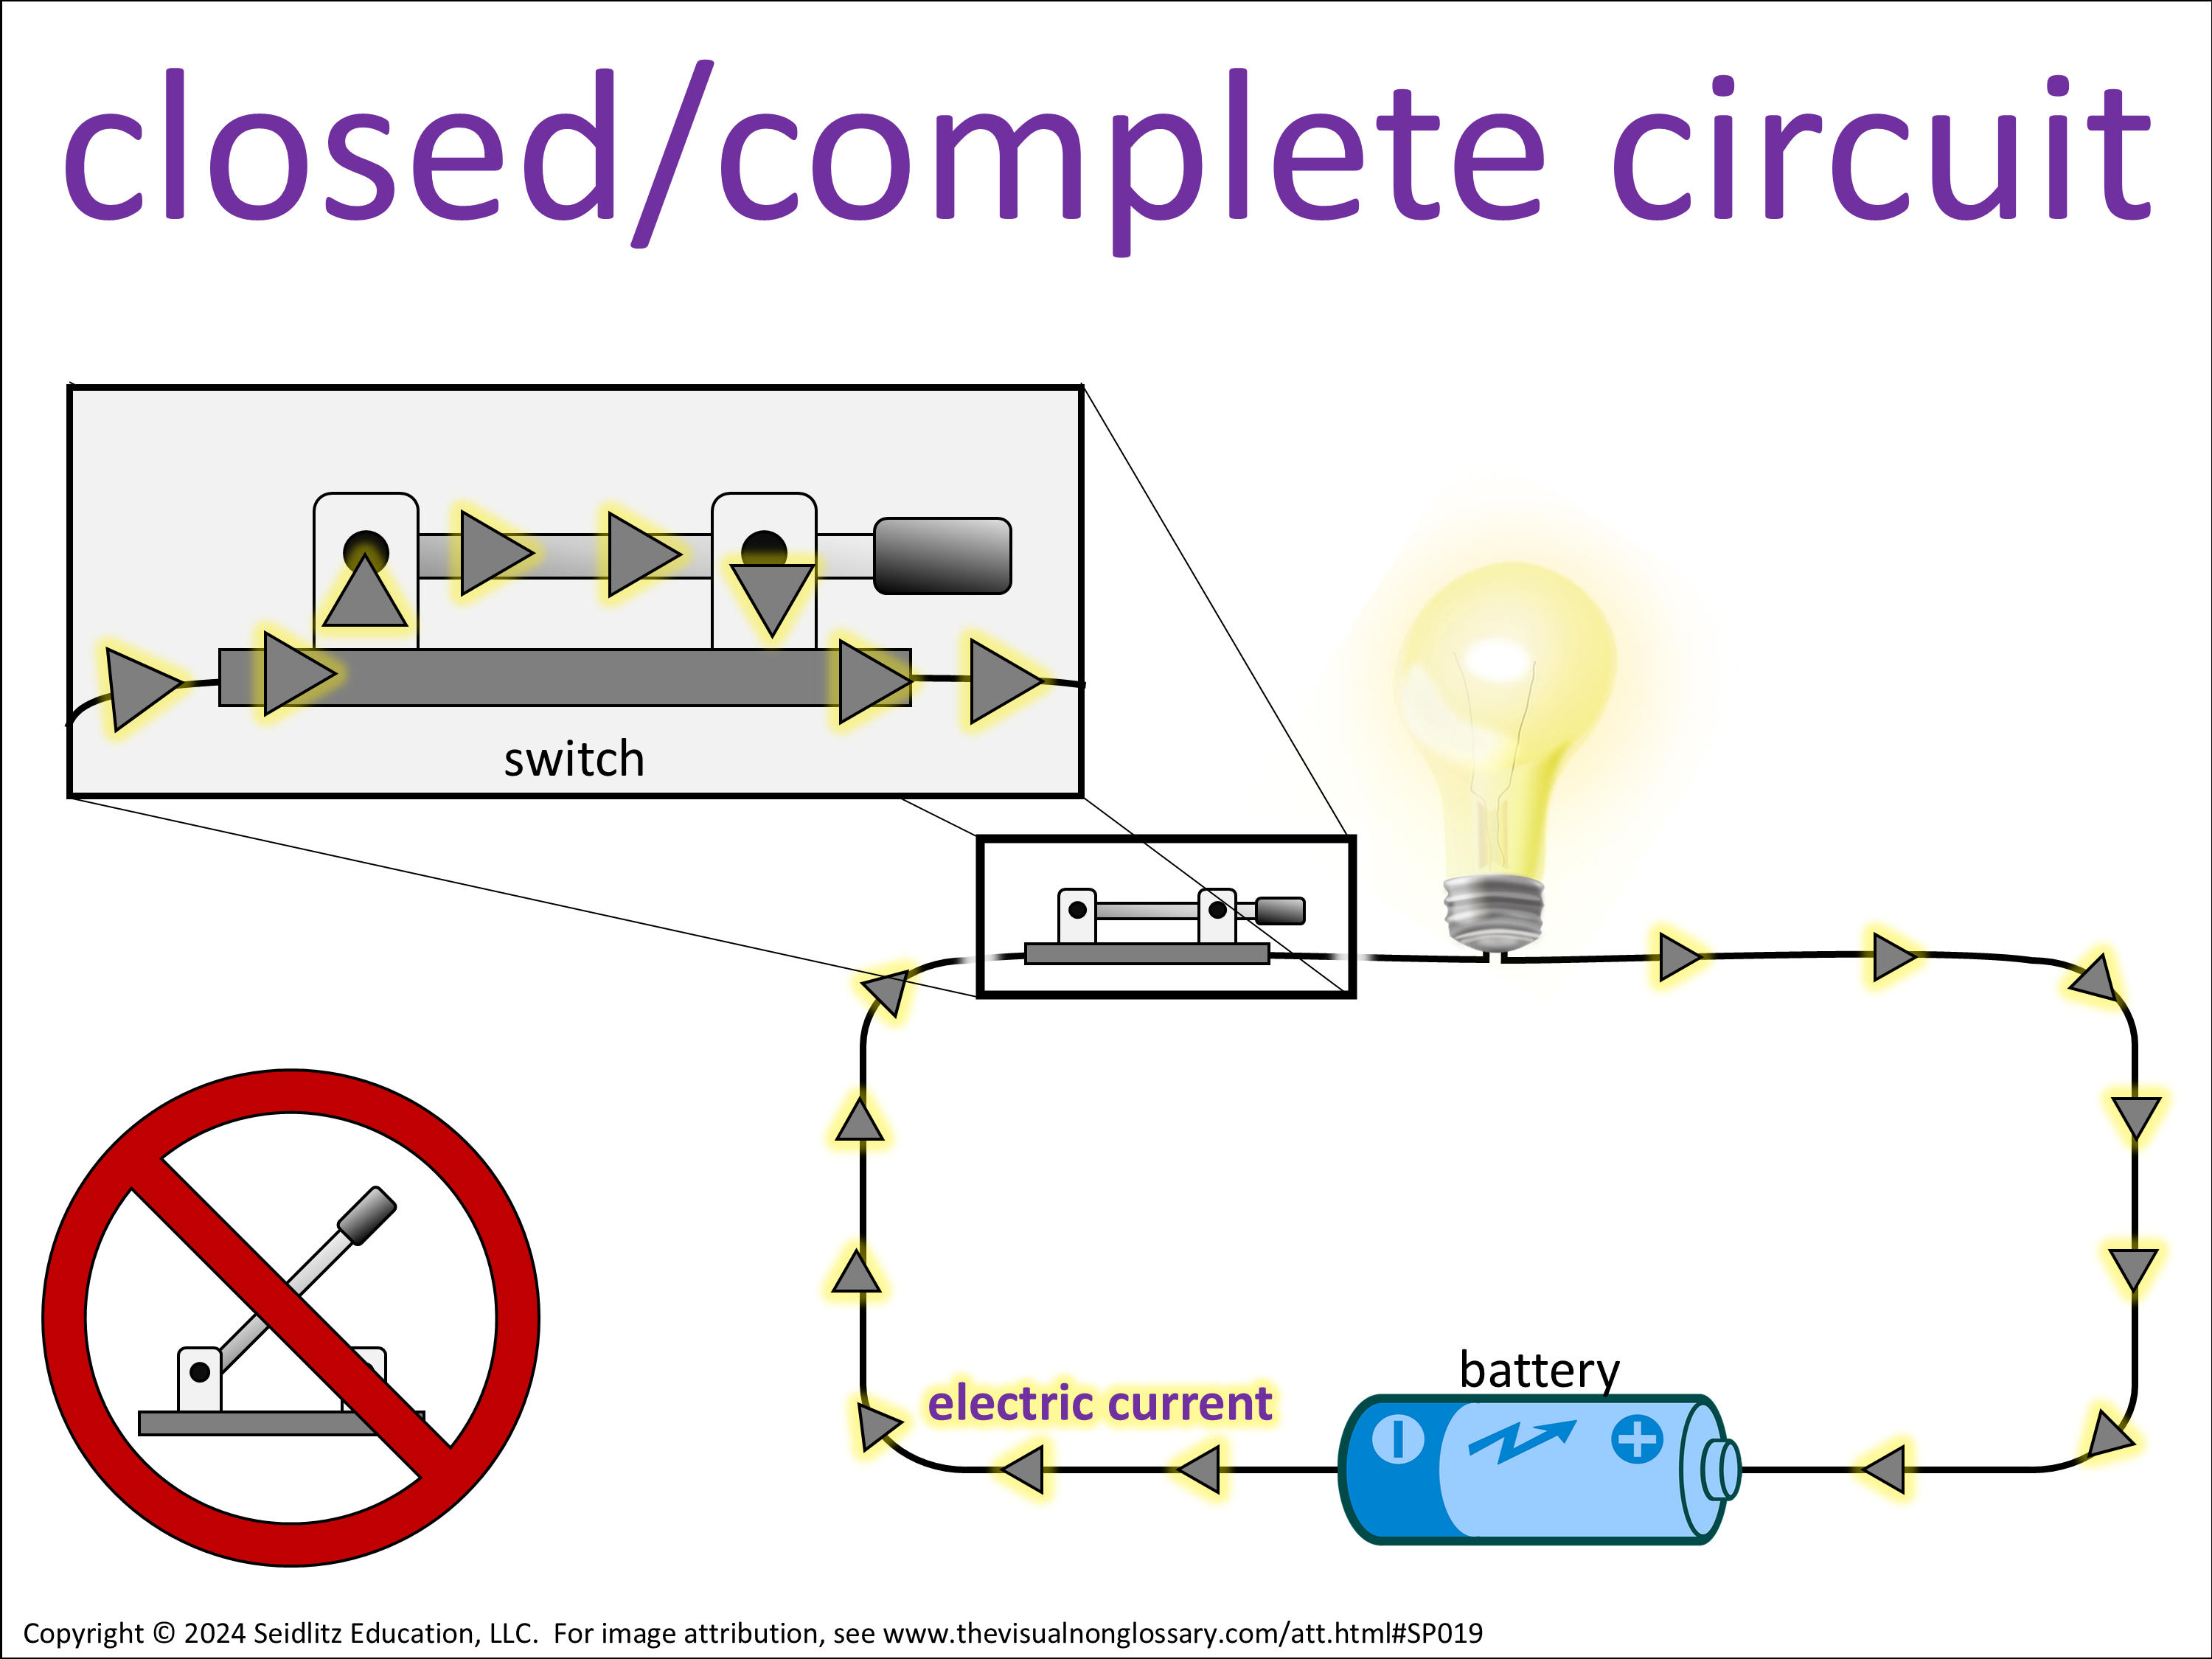 closed/complete circuit
switch
battery
electric current
Copyright © 2024 Seidlitz Education, LLC.  For image attribution, see www.thevisualnonglossary.com/att.html#SP019